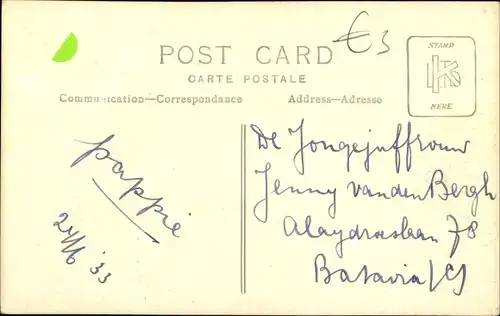 €3
POST CARD
CARTE POSTALE
Communication—Correspondance
Address—Adresse
STAMP
HERE
pappie
24/6 '33
De Jongejuffrouw
Jenny van den Bergh
Alaydroeslaan 78
Batavia/C